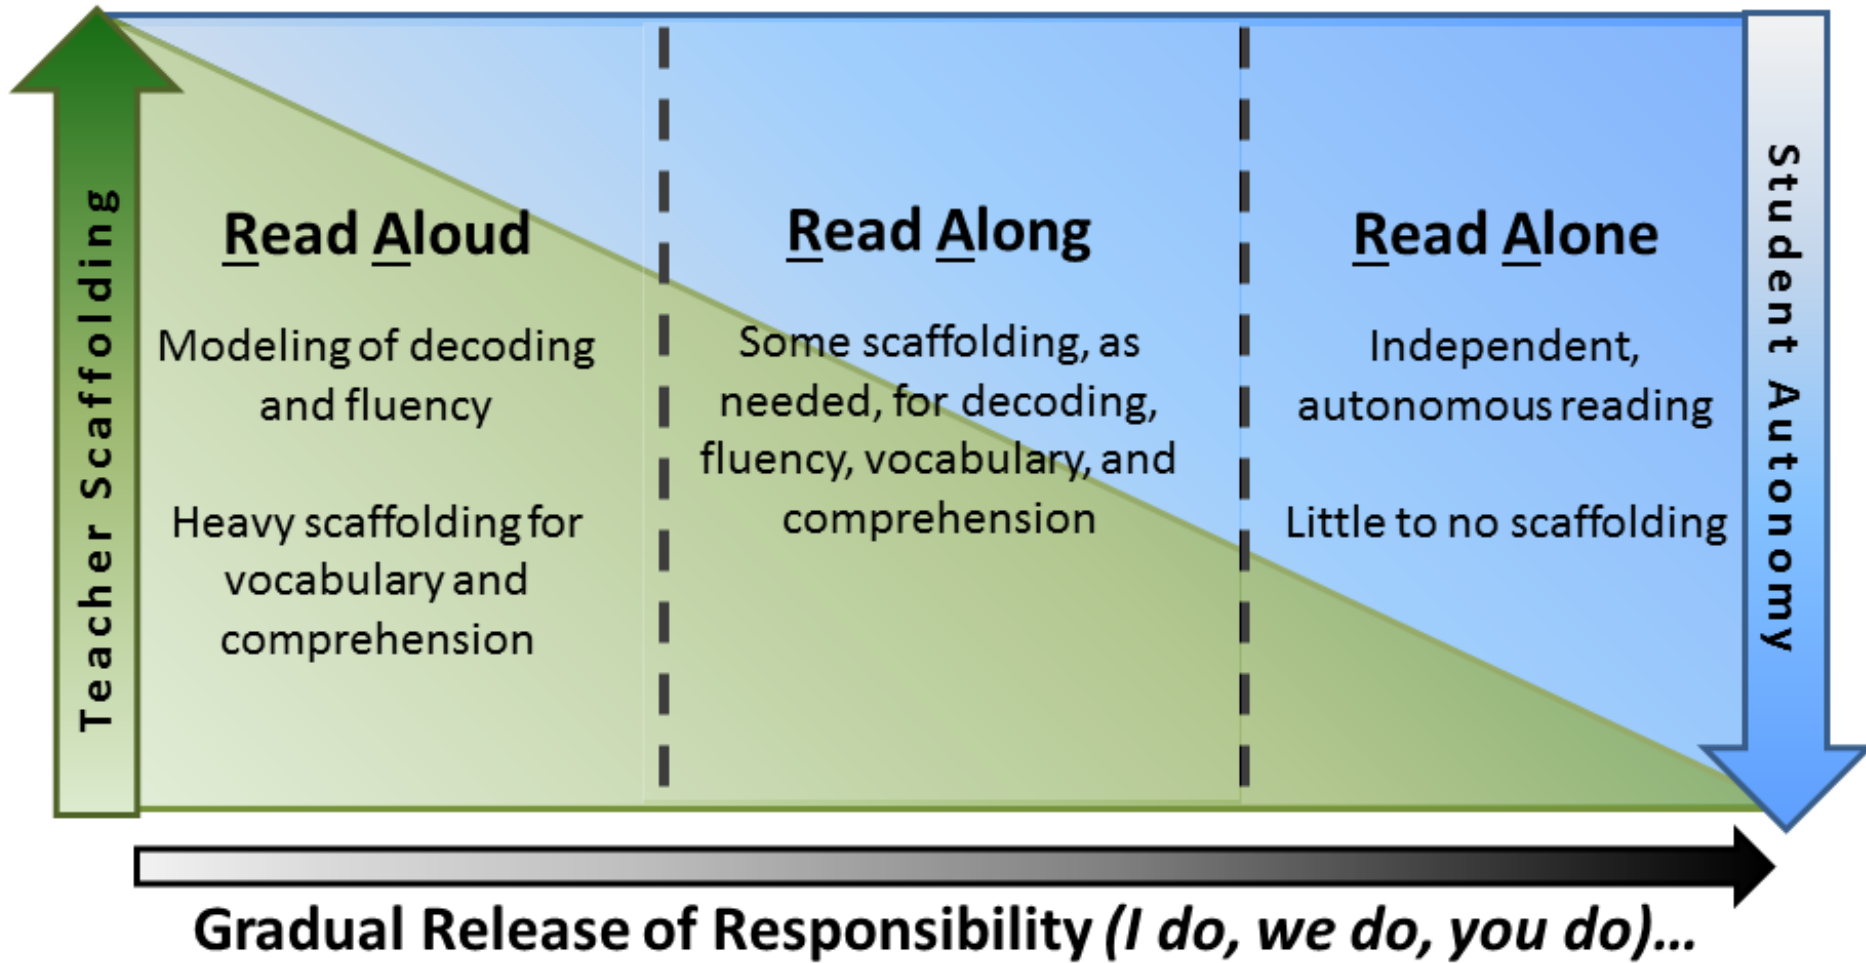 Teacher Scaffolding
Read Aloud
Modeling of decoding
and fluency
Heavy scaffolding for
vocabulary and
comprehension
Read Along
Some scaffolding, as
needed, for decoding,
fluency, vocabulary, and
comprehension
Read Alone
Independent,
autonomous reading
Little to no scaffolding
Student Autonomy
Gradual Release of Responsibility (I do, we do, you do)...